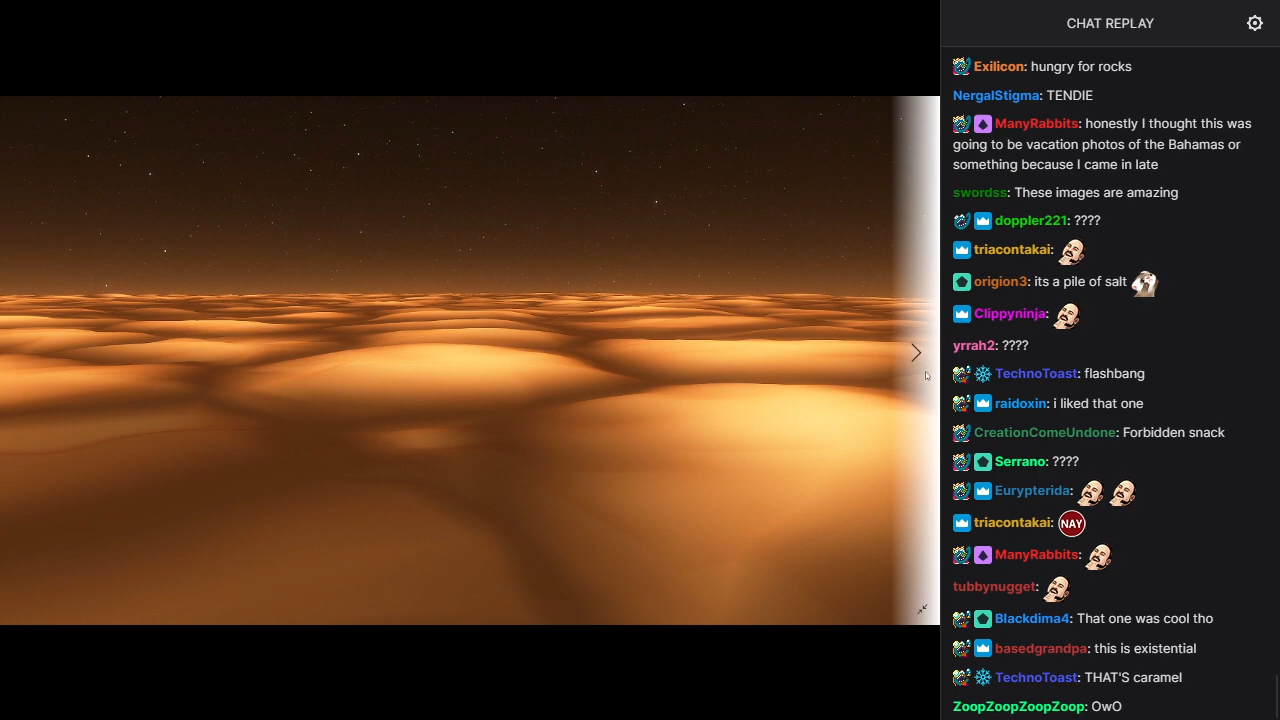 CHAT REPLAY
Exilicon: hungry for rocks
NergalStigma: TENDIE
ManyRabbits: honestly I thought this was
going to be vacation photos of the Bahamas or
something because I came in late
swordss: These images are amazing
doppler221: ????
triacontakai:
origion3: its a pile of salt
Clippyninja:
yrrah2: ????
TechnoToast: flashbang
raidoxin: i liked that one
CreationComeUndone: Forbidden snack
Serrano: ????
Eurypterida:
triacontakai: NAY
ManyRabbits:
tubbynugget:
Blackdima4: That one was cool tho
basedgrandpa: this is existential
TechnoToast: THAT'S caramel
ZoopZoopZoopZoop: OwO